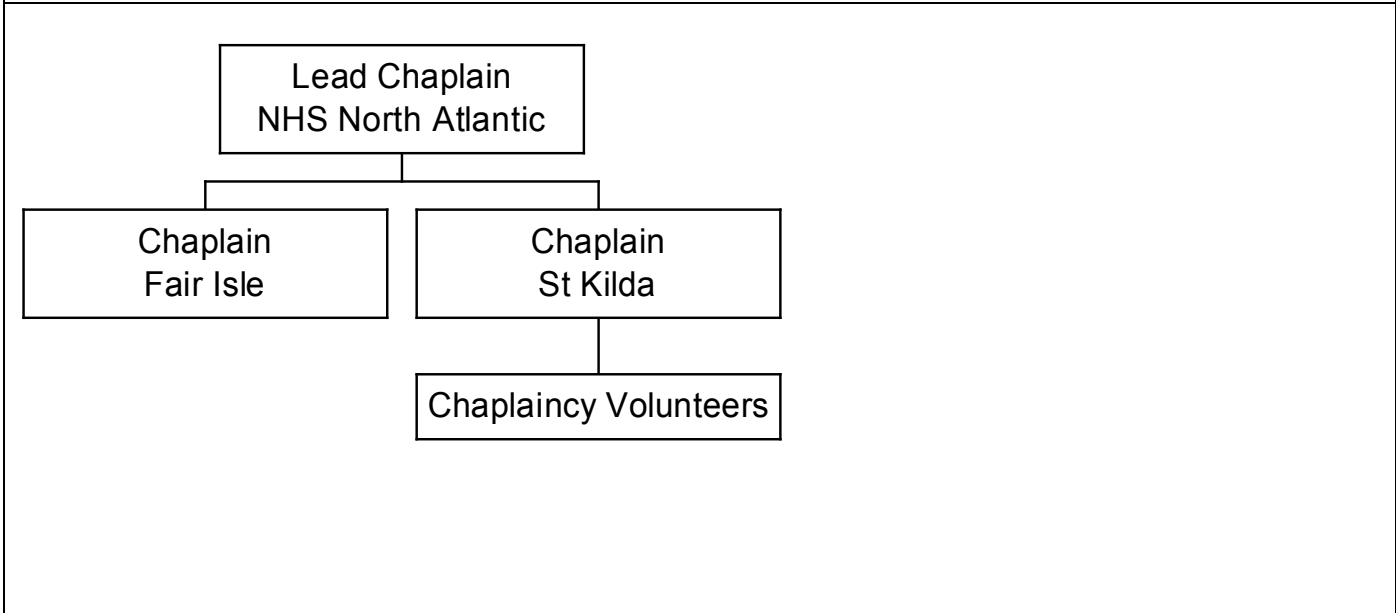 Lead Chaplain
NHS North Atlantic
Chaplain
Fair Isle
Chaplain
St Kilda
Chaplaincy Volunteers